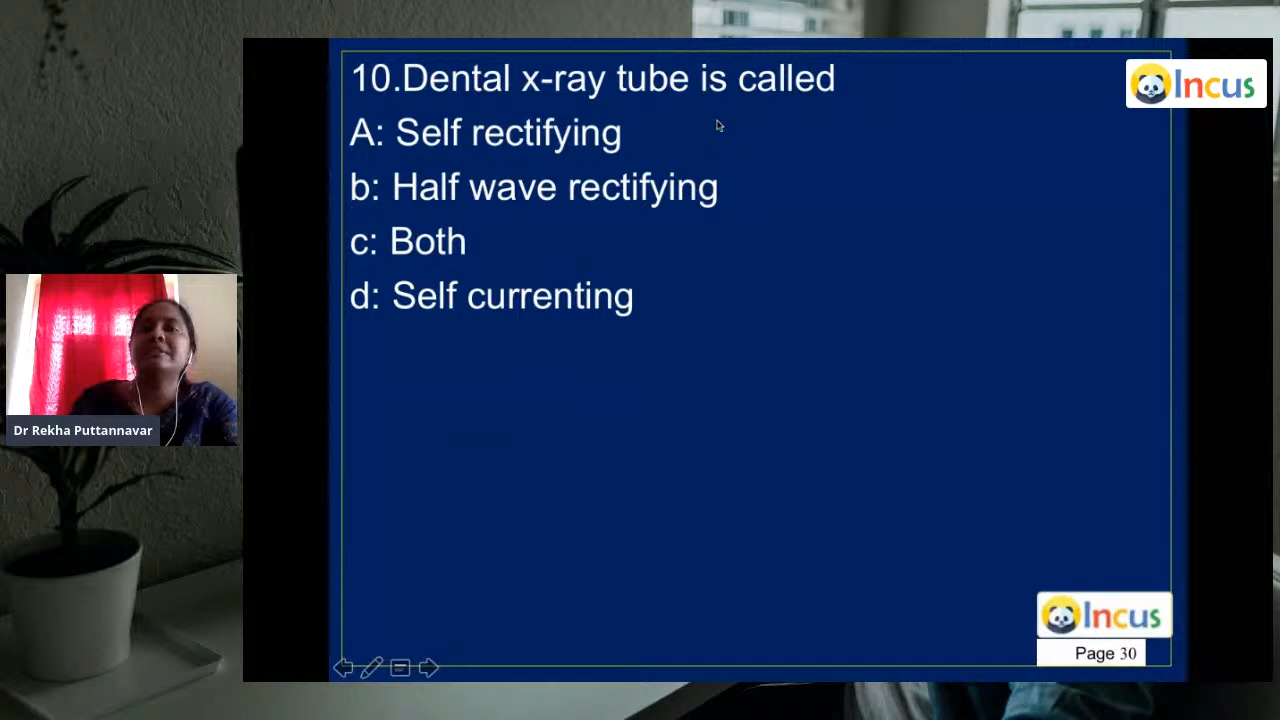 10.Dental x-ray tube is called
A: Self rectifying
b: Half wave rectifying
c: Both
d: Self currenting
Incus
Dr Rekha Puttannavar
Incus
Page 30